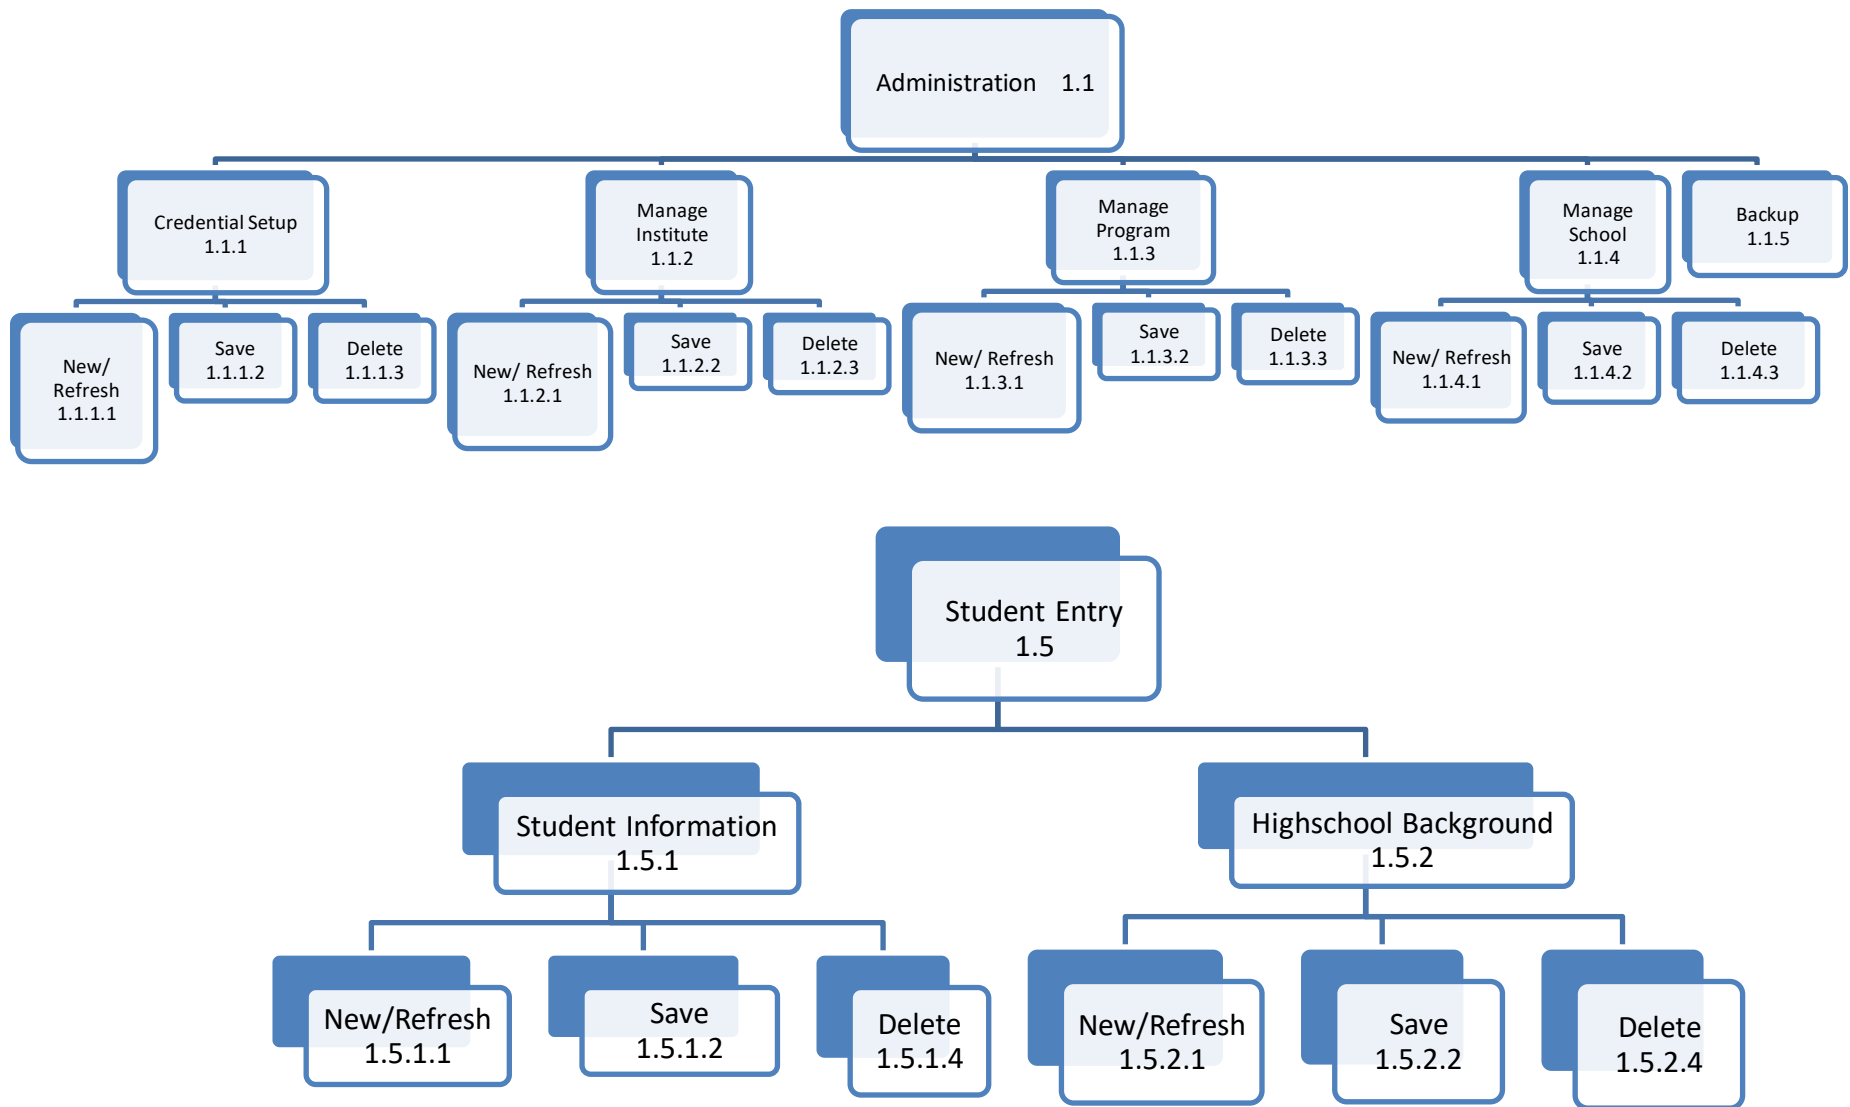 Administration 1.1
Credential Setup
1.1.1
Manage
Institute
1.1.2
Manage
Program
1.1.3
Manage
School
1.1.4
Backup
1.1.5
New/
Refresh
1.1.1.1
Save
1.1.1.2
Delete
1.1.1.3
New/ Refresh
1.1.2.1
Save
1.1.2.2
Delete
1.1.2.3
New/ Refresh
1.1.3.1
Save
1.1.3.2
Delete
1.1.3.3
New/ Refresh
1.1.4.1
Save
1.1.4.2
Delete
1.1.4.3
Student Entry
1.5
Student Information
1.5.1
Highschool Background
1.5.2
New/Refresh
1.5.1.1
Save
1.5.1.2
Delete
1.5.1.4
New/Refresh
1.5.2.1
Save
1.5.2.2
Delete
1.5.2.4